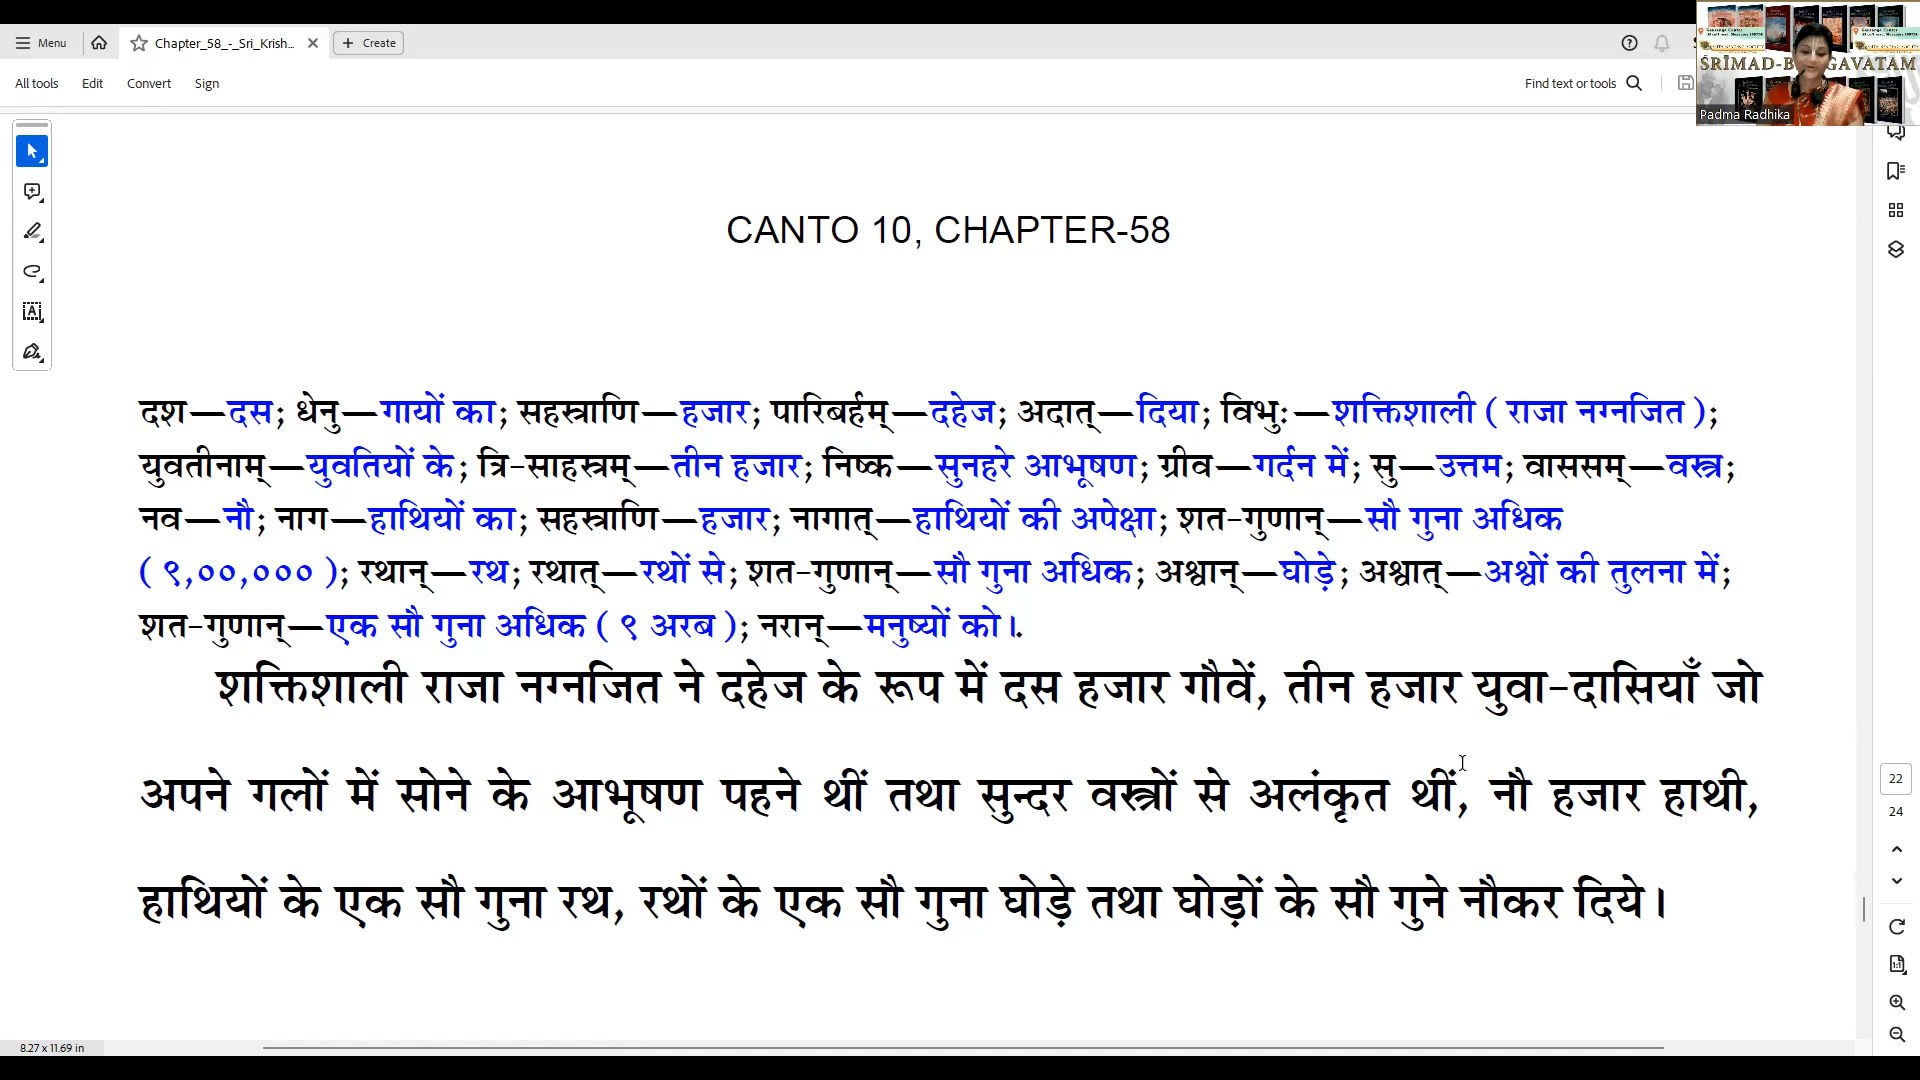 Menu
Chapter_58_-_Sri_Krish...
Create
All tools
Edit
Convert
Sign
Find text or tools
ŚRĪMAD-BHĀGAVATAM
Padma Radhika
CANTO 10, CHAPTER-58
दश—दस; धेनु—गायों का; सहस्त्राणि—हजार; पारिबर्हम्—दहेज; अदात्—दिया; विभुः—शक्तिशाली ( राजा नग्नजित );
युवतीनाम्—युवतियों के; त्रि-साहस्त्रम्—तीन हजार; निष्क—सुनहरे आभूषण; ग्रीव—गर्दन में; सु—उत्तम; वाससम्—वस्त्र;
नव—नौ; नाग—हाथियों का; सहस्त्राणि—हजार; नागात्—हाथियों की अपेक्षा; शत-गुणान्—सौ गुना अधिक
( ९,००,००० ); रथान्—रथ; रथात्—रथों से; शत-गुणान्—सौ गुना अधिक; अश्वान्—घोड़े; अश्वात्—अश्वों की तुलना में;
शत-गुणान्—एक सौ गुना अधिक ( ९ अरब ); नरान्—मनुष्यों को।.
शक्तिशाली राजा नग्नजित ने दहेज के रूप में दस हजार गौवें, तीन हजार युवा-दासियाँ जो
अपने गलों में सोने के आभूषण पहने थीं तथा सुन्दर वस्त्रों से अलंकृत थीं, नौ हजार हाथी,
हाथियों के एक सौ गुना रथ, रथों के एक सौ गुना घोड़े तथा घोड़ों के सौ गुने नौकर दिये।
22
24
8.27 x 11.69 in